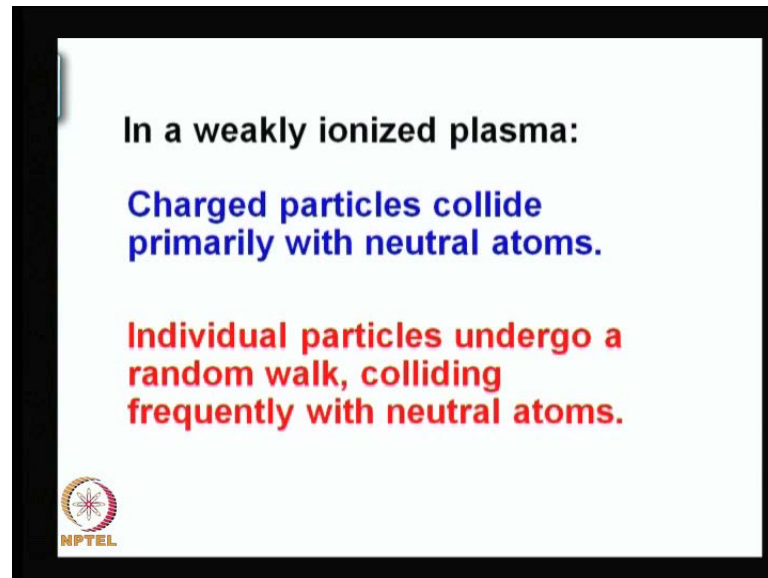 In a weakly ionized plasma:
Charged particles collide
primarily with neutral atoms.
Individual particles undergo a
random walk, colliding
frequently with neutral atoms.
NPTEL